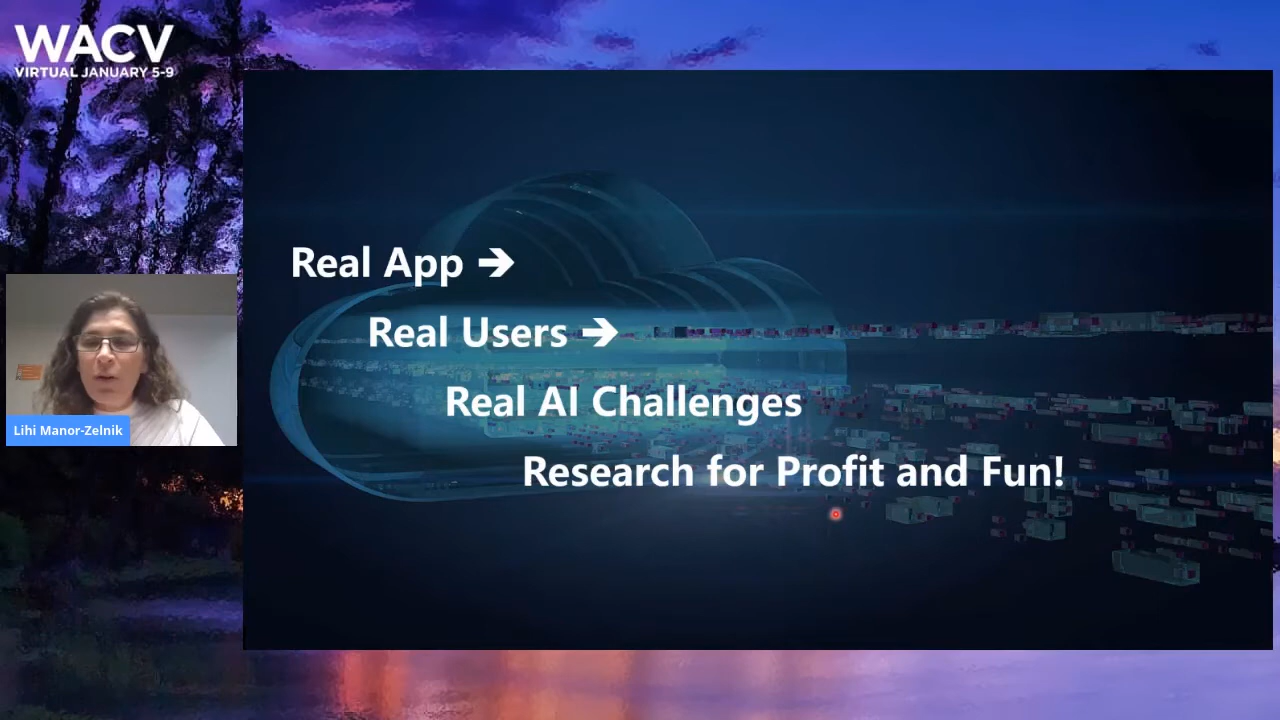 WACV
VIRTUAL JANUARY 5-9
Real App ➔
Real Users ➔
Real AI Challenges
Research for Profit and Fun!
Lihi Manor-Zelnik